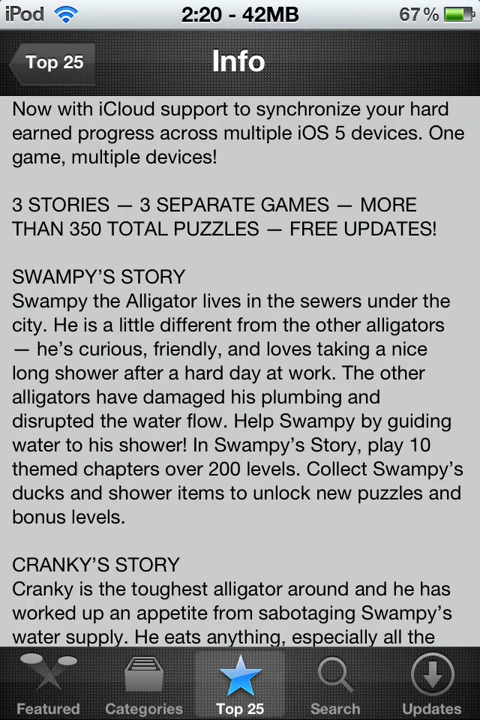 iPod 2:20 - 42MB 67%
Top 25 Info
Now with iCloud support to synchronize your hard
earned progress across multiple iOS 5 devices. One
game, multiple devices!
3 STORIES — 3 SEPARATE GAMES — MORE
THAN 350 TOTAL PUZZLES — FREE UPDATES!
SWAMPY'S STORY
Swampy the Alligator lives in the sewers under the
city. He is a little different from the other alligators
— he's curious, friendly, and loves taking a nice
long shower after a hard day at work. The other
alligators have damaged his plumbing and
disrupted the water flow. Help Swampy by guiding
water to his shower! In Swampy's Story, play 10
themed chapters over 200 levels. Collect Swampy's
ducks and shower items to unlock new puzzles and
bonus levels.
CRANKY'S STORY
Cranky is the toughest alligator around and he has
worked up an appetite from sabotaging Swampy's
water supply. He eats anything, especially all the
Featured Categories Top 25 Search Updates